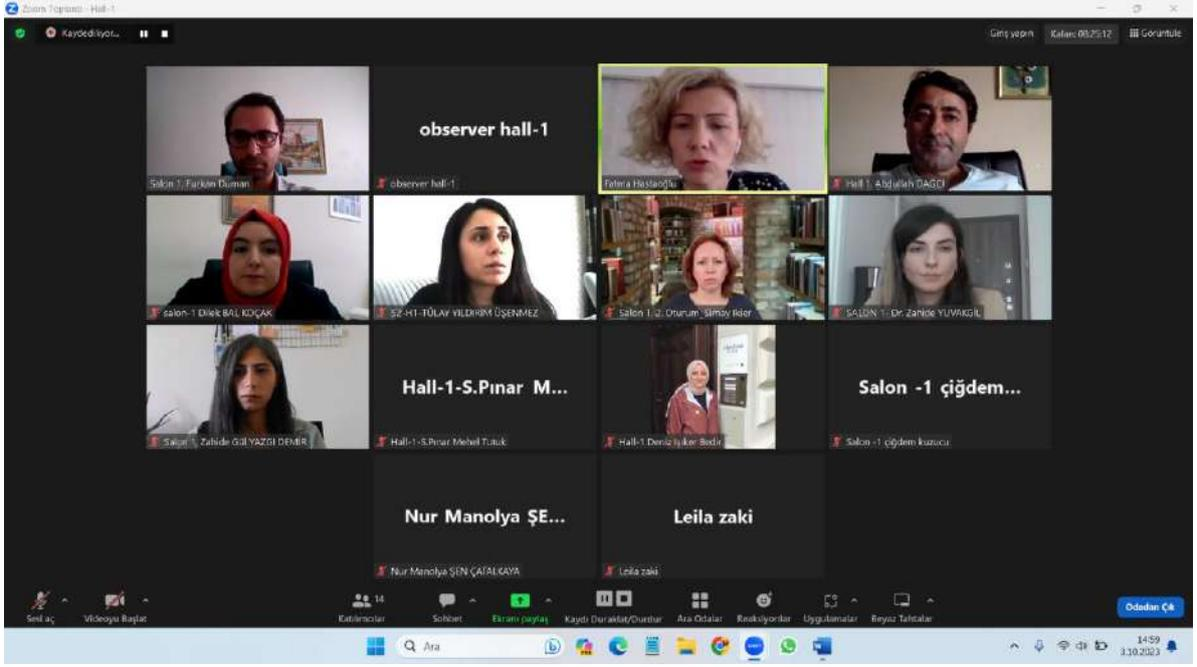 Zoom Toplantı - Hall-1
Kaydediliyor...
Giriş yapın
Kalan: 08:25:12
Görüntüle
observer hall-1
Salon 1, Furkan Duman
observer hall-1
Fatma Hastaoğlu
Hall 1, Abdullah DAĞCI
salon-1 Dilek BAL KOÇAK
S2-H1-TÜLAY YILDIRIM ÜŞENMEZ
Salon 1, 2. Oturum_Simay Ikier
SALON 1- Dr. Zahide YUVAKGİL
Hall-1-S.Pınar M...
Salon -1 çiğdem...
Salon 1, Zahide Gül YAZGI DEMİR
Hall-1-S.Pınar Mehel Tutuk
Hall-1 Deniz Işıker Bedir
Salon -1 çiğdem kuzucu
Nur Manolya ŞE...
Leila zaki
Nur Manolya ŞEN ÇATALKAYA
Leila zaki
Sesi aç
Videoyu Başlat
14
Katılımcılar
Sohbet
Ekranı paylaş
Kaydı Duraklat/Durdur
Ara Odalar
Reaksiyonlar
Uygulamalar
Beyaz Tahtalar
Odadan Çık
Ara
14:59
3.10.2023